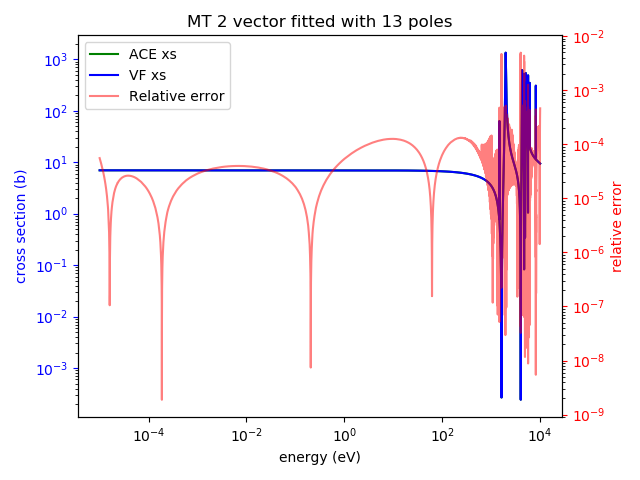 MT 2 vector fitted with 13 poles
ACE xs
VF xs
Relative error
cross section (b)
10³
10²
10¹
10⁰
10⁻¹
10⁻²
10⁻³
10⁻²
10⁻³
10⁻⁴
10⁻⁵
10⁻⁶
10⁻⁷
10⁻⁸
10⁻⁹
relative error
10⁻⁴
10⁻²
10⁰
10²
10⁴
energy (eV)